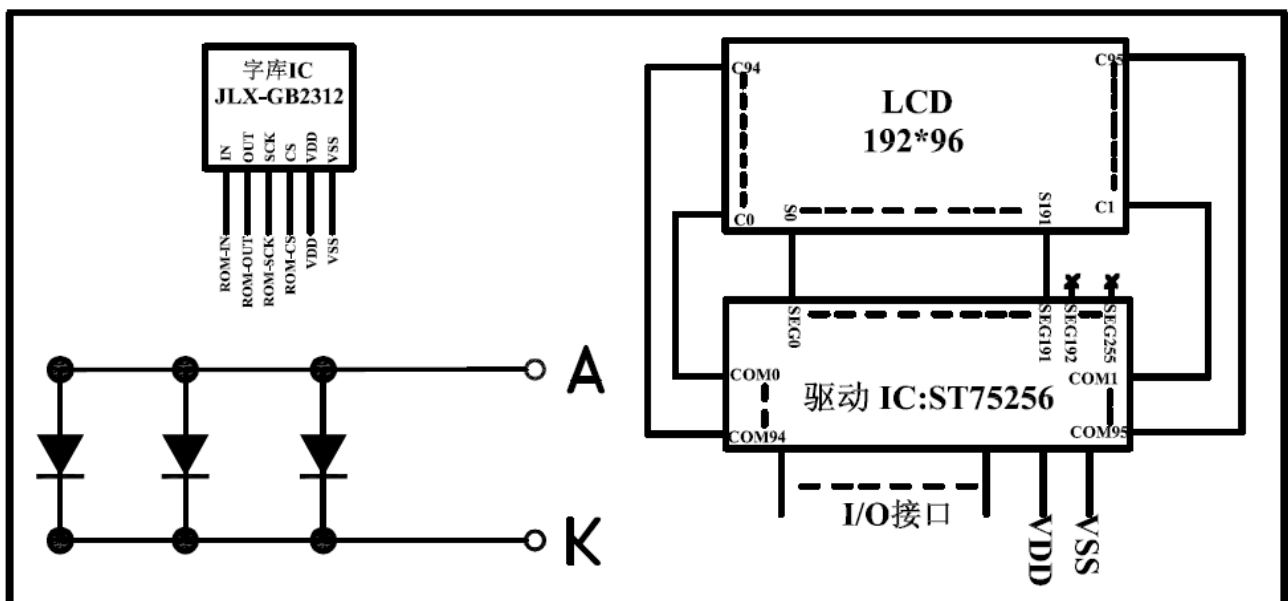 字库IC
JLX-GB2312
IN
OUT
SCK
CS
VDD
VSS
ROM-IN
ROM-OUT
ROM-SCK
ROM-CS
VDD
VSS
A
K
C94
C95
LCD
192*96
C0
S0
S191
C1
SEG0
SEG191
SEG192
SEG255
COM0
COM1
驱动 IC:ST75256
COM94
COM95
I/O接口
VDD
VSS